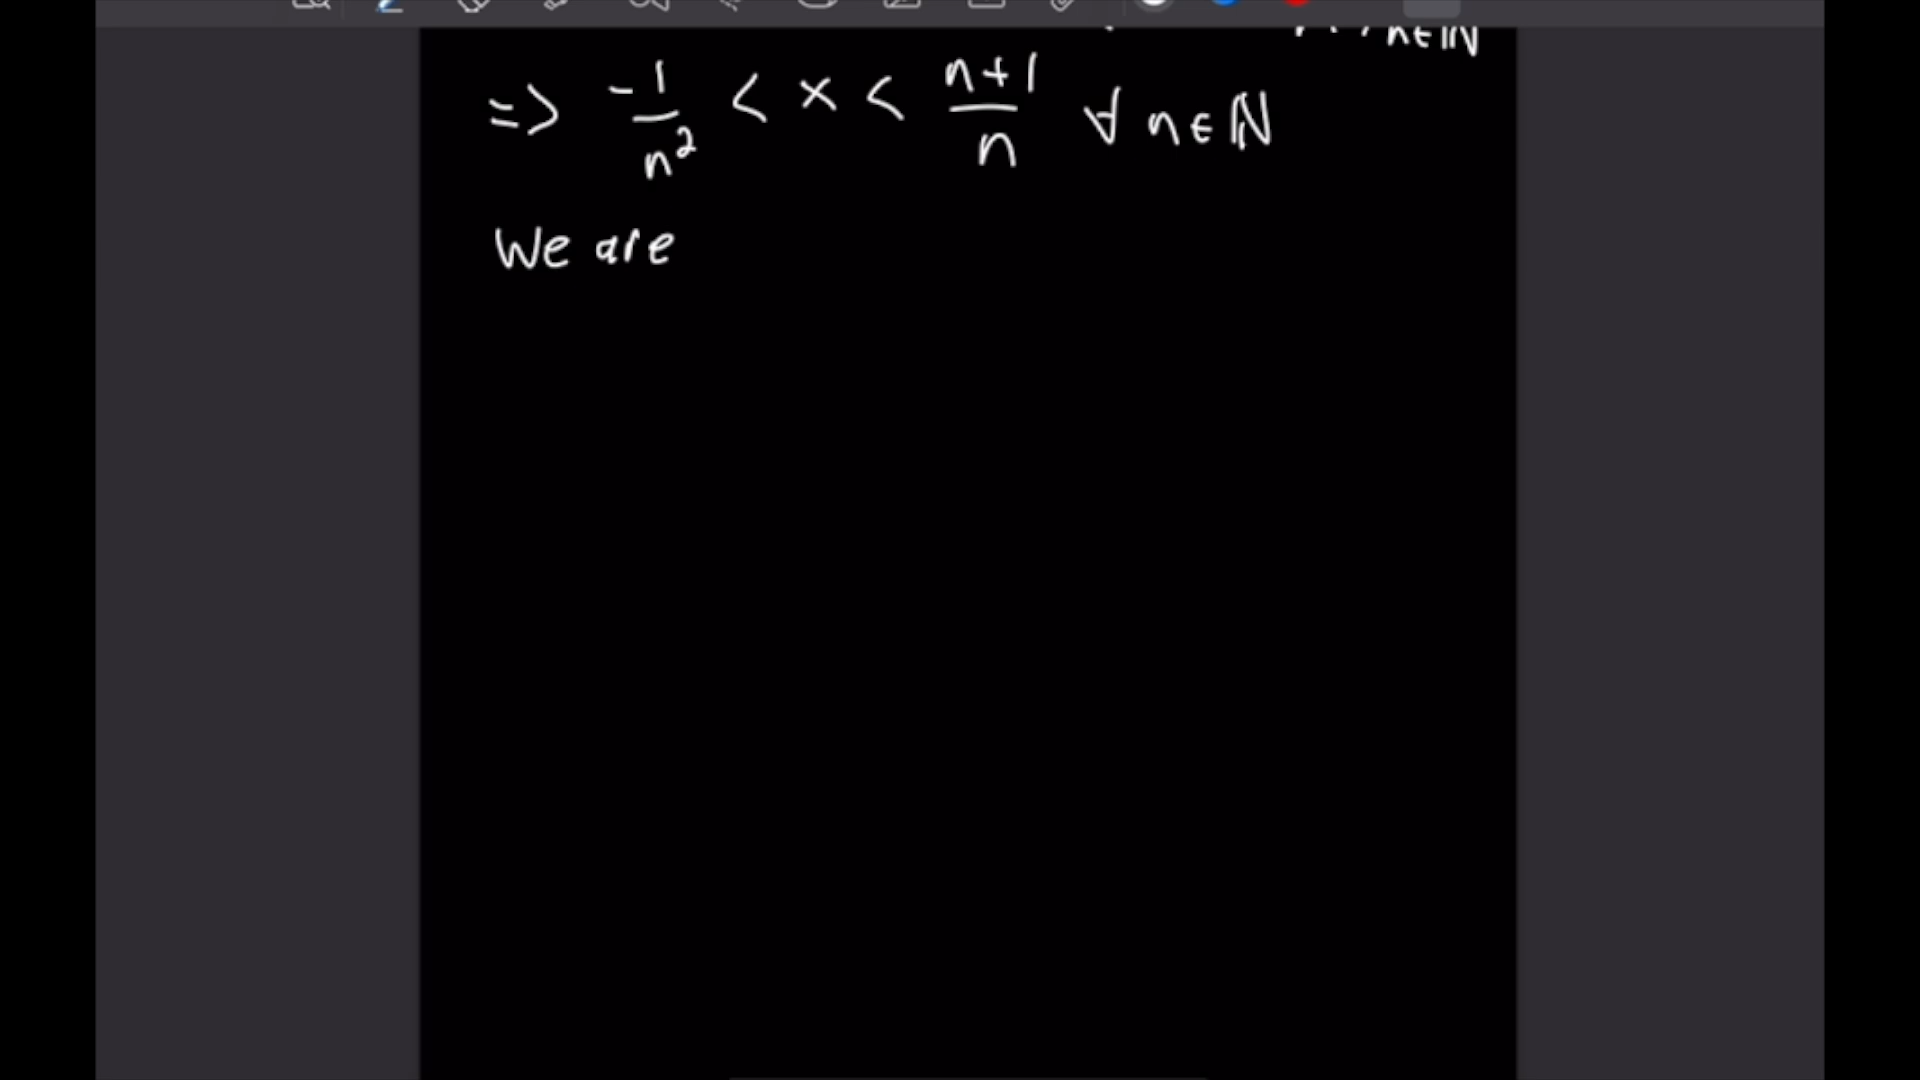 n∈ℕ
=> -1/n² < x < n+1/n ∀ n∈ℕ
We are